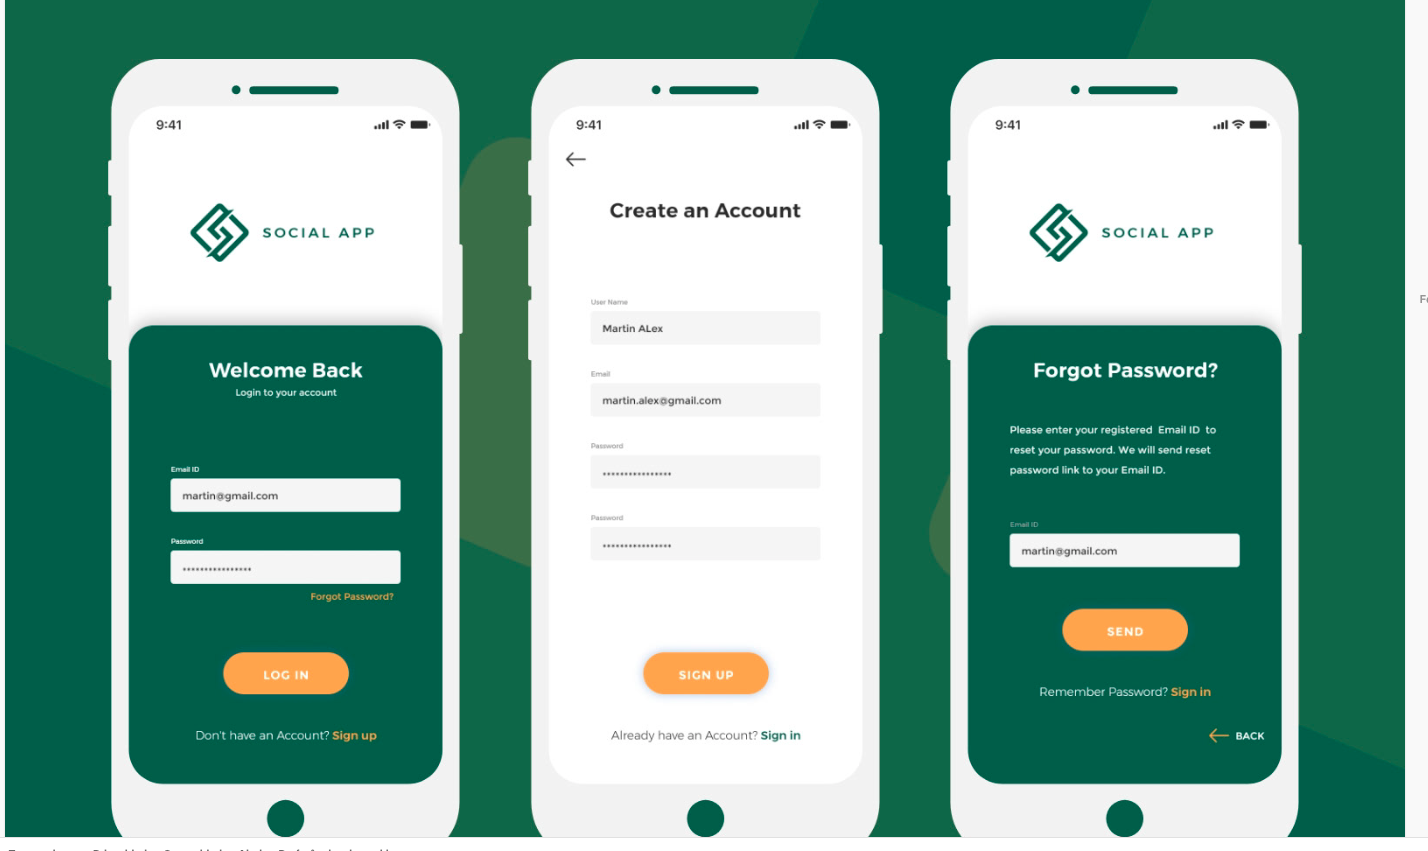 9:41
SOCIAL APP
Welcome Back
Login to your account
Email ID
martin@gmail.com
Password
****************
Forgot Password?
LOG IN
Don't have an Account? Sign up
9:41
Create an Account
User Name
Martin ALex
Email
martin.alex@gmail.com
Password
****************
Password
****************
SIGN UP
Already have an Account? Sign in
9:41
SOCIAL APP
Forgot Password?
Please enter your registered Email ID to
reset your password. We will send reset
password link to your Email ID.
Email ID
martin@gmail.com
SEND
Remember Password? Sign in
BACK